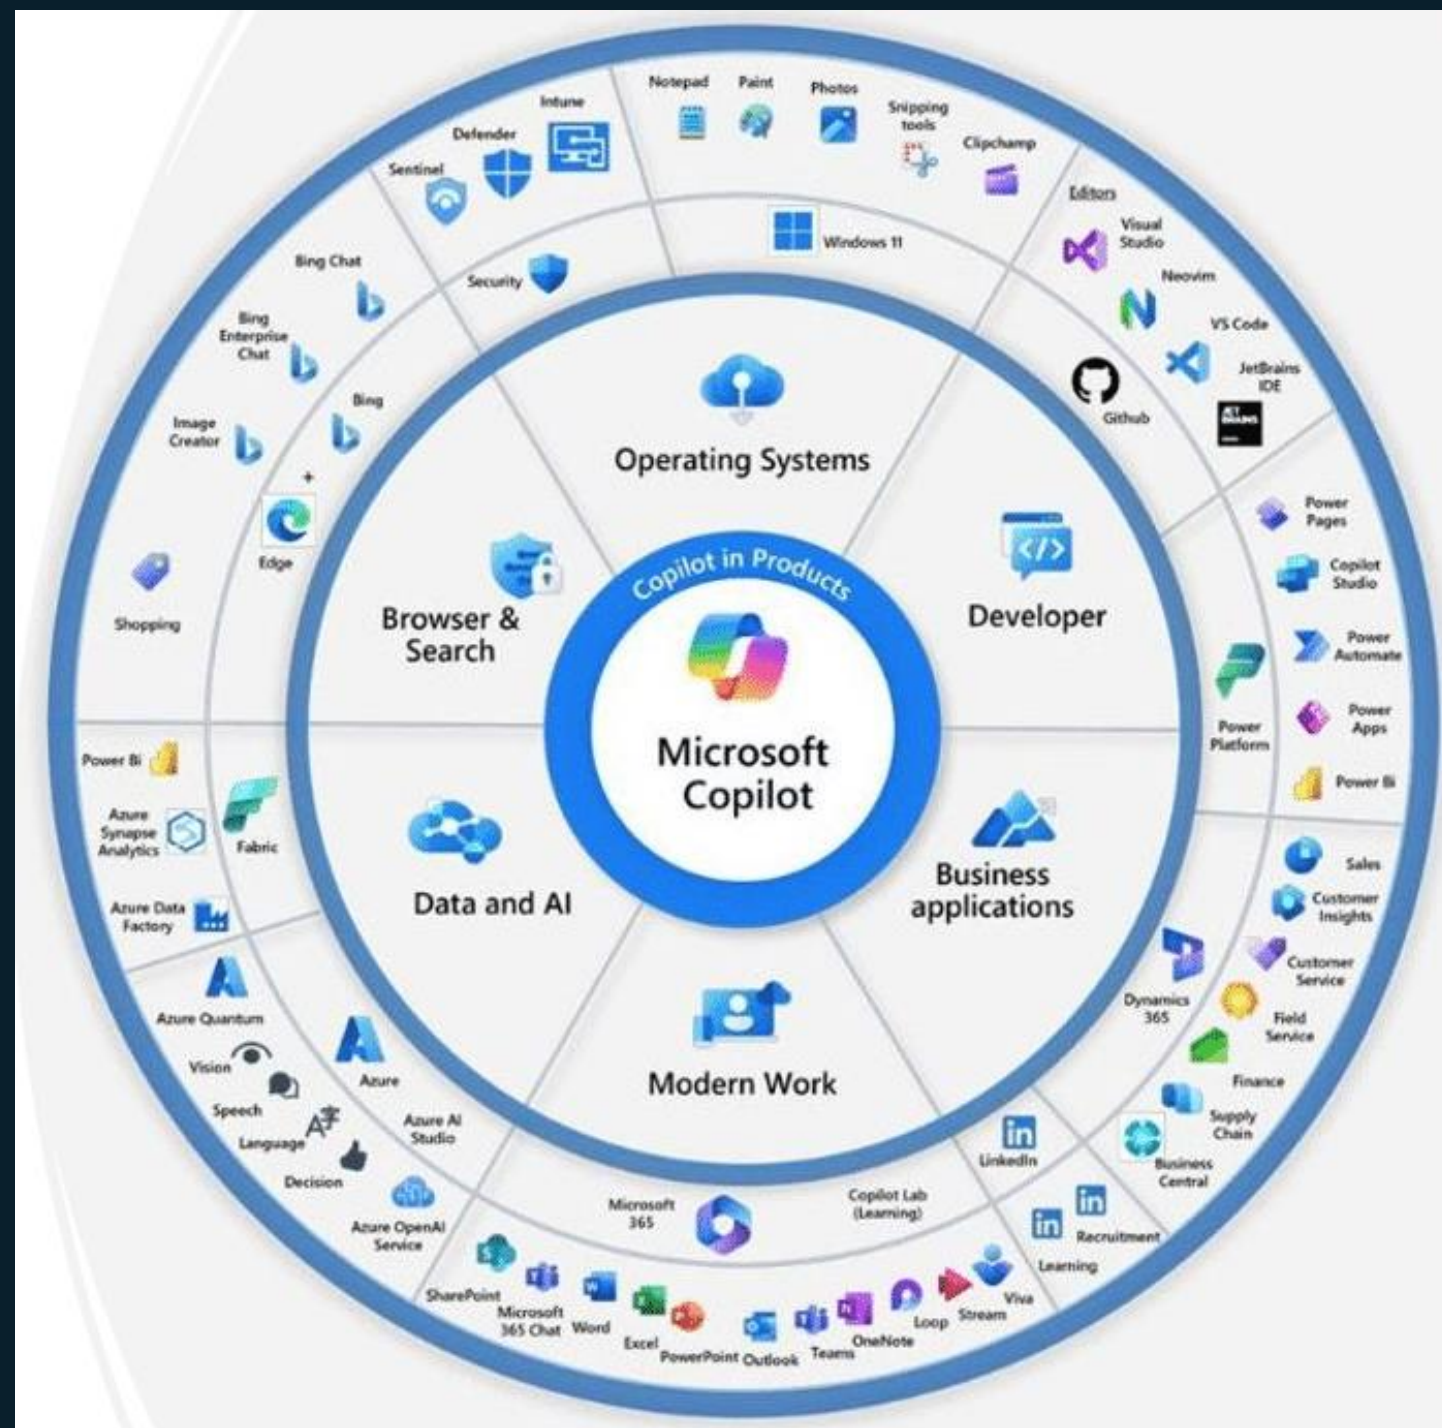 Copilot in Products
Microsoft
Copilot
Operating Systems
Developer
Business
applications
Modern Work
Data and AI
Browser &
Search
Windows 11
Notepad
Paint
Photos
Snipping
tools
Clipchamp
Github
Editors
Visual
Studio
Neovim
VS Code
JetBrains
IDE
JET
BRAINS
Power
Platform
Power
Pages
Copilot
Studio
Power
Automate
Power
Apps
Power Bi
Dynamics
365
Sales
Customer
Insights
Customer
Service
Field
Service
Finance
Supply
Chain
Business
Central
in
LinkedIn
in
Recruitment
in
Learning
Microsoft
365
Copilot Lab
(Learning)
SharePoint
Microsoft
365 Chat
Word
Excel
PowerPoint
Outlook
Teams
OneNote
Loop
Stream
Viva
Azure
Azure AI
Studio
Azure Quantum
Vision
Speech
Language
Decision
Azure OpenAI
Service
Fabric
Power Bi
Azure
Synapse
Analytics
Azure Data
Factory
Bing
+
Edge
Bing Chat
Bing
Enterprise
Chat
Image
Creator
Shopping
Security
Sentinel
Defender
Intune